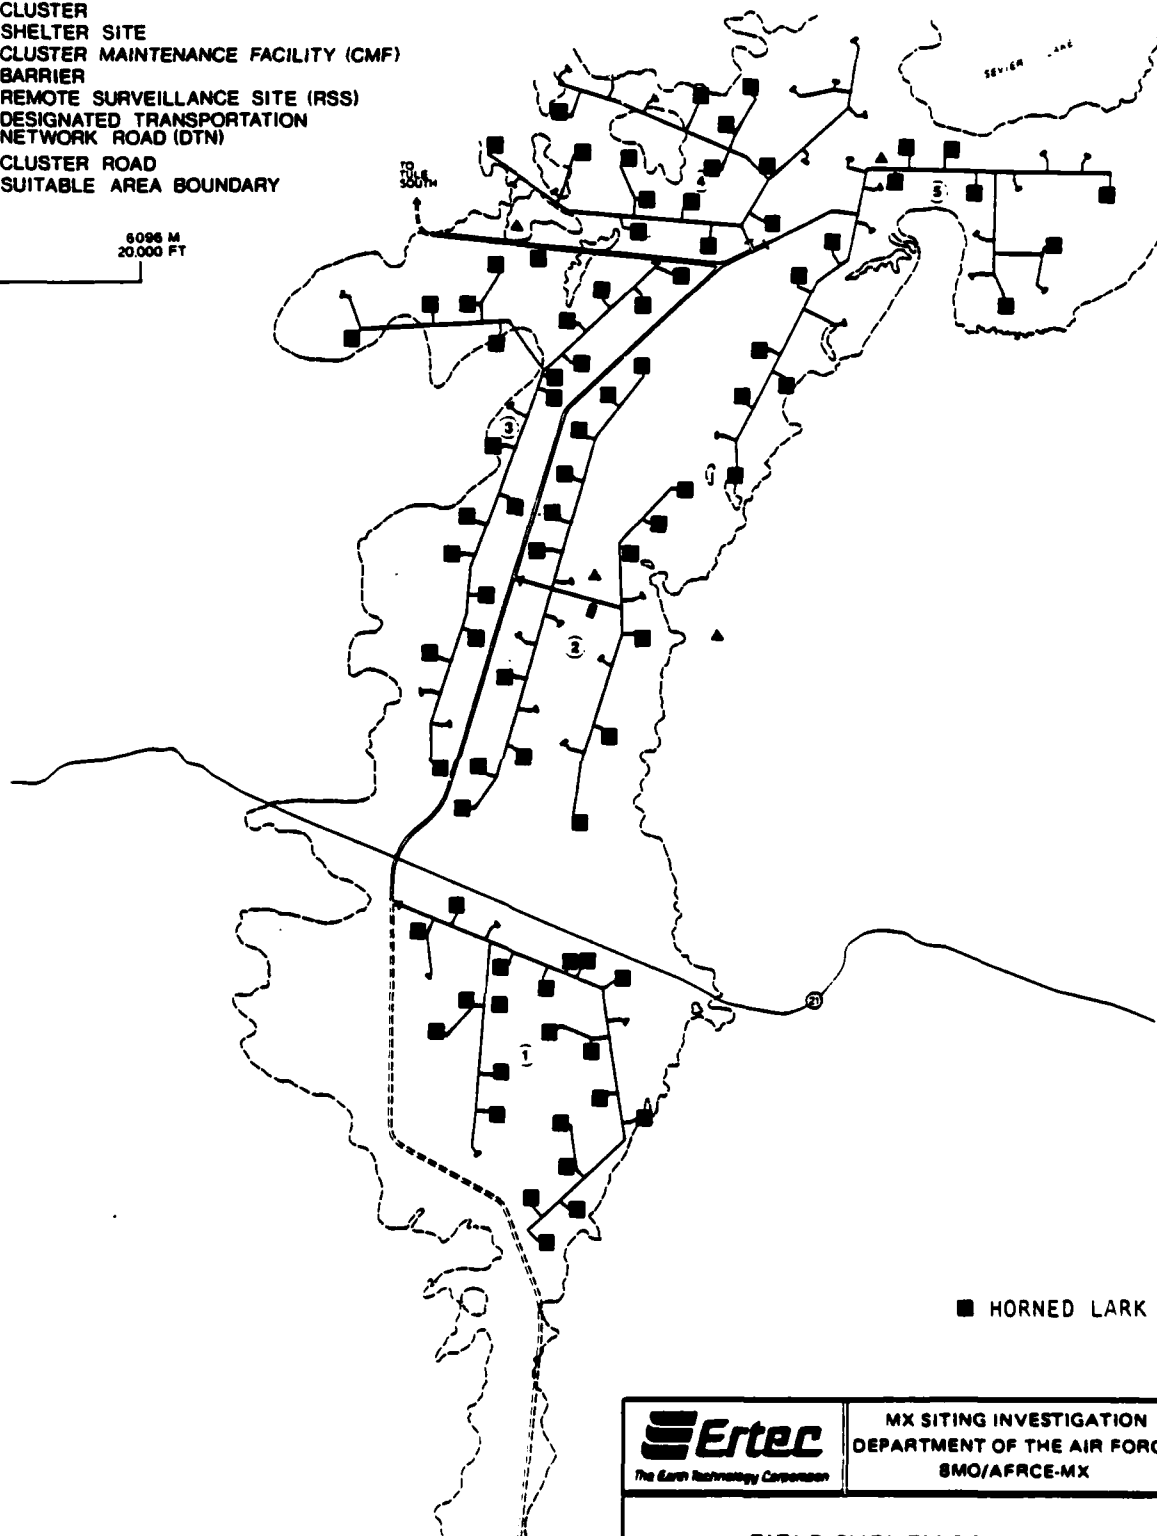 CLUSTER
SHELTER SITE
CLUSTER MAINTENANCE FACILITY (CMF)
BARRIER
REMOTE SURVEILLANCE SITE (RSS)
DESIGNATED TRANSPORTATION
NETWORK ROAD (DTN)
CLUSTER ROAD
SUITABLE AREA BOUNDARY
6096 M
20,000 FT
TO
TULE
SOUTH
SEVIER LAKE
4
5
3
2
21
1
HORNED LARK
Ertec
The Earth Technology Corporation
MX SITING INVESTIGATION
DEPARTMENT OF THE AIR FORC
BMO/AFRCE-MX